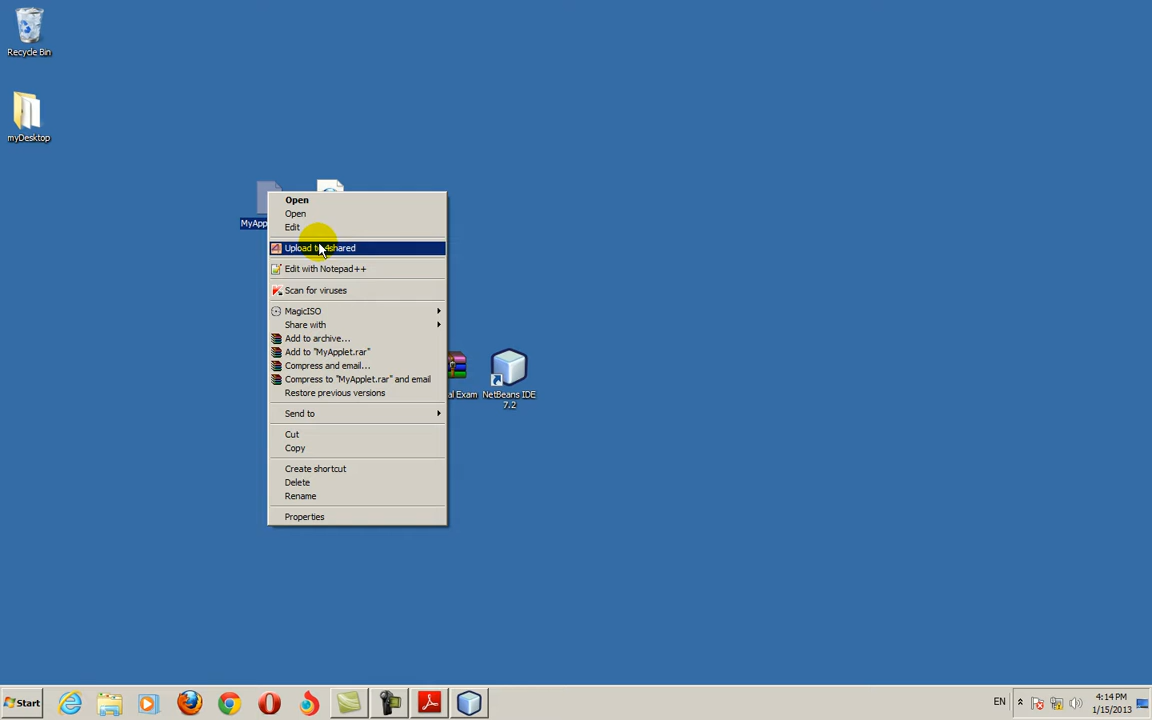 Recycle Bin
myDesktop
MyApp
Open
Open
Edit
Upload to 4shared
Edit with Notepad++
Scan for viruses
MagicISO
Share with
Add to archive...
Add to "MyApplet.rar"
Compress and email...
Compress to "MyApplet.rar" and email
Restore previous versions
Send to
Cut
Copy
Create shortcut
Delete
Rename
Properties
al Exam
NetBeans IDE
7.2
Start
EN
4:14 PM
1/15/2013